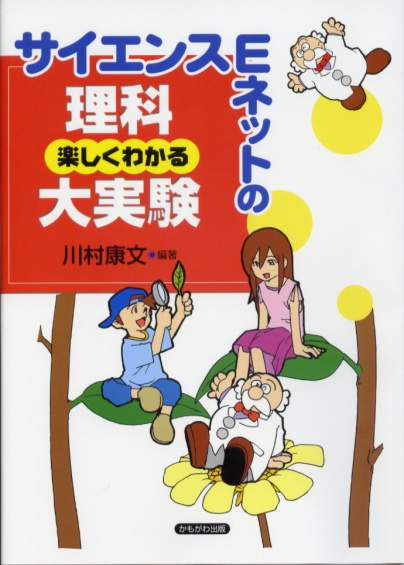 サイエンスEネットの
理科
楽しくわかる
大実験
川村康文●編著
かもがわ出版